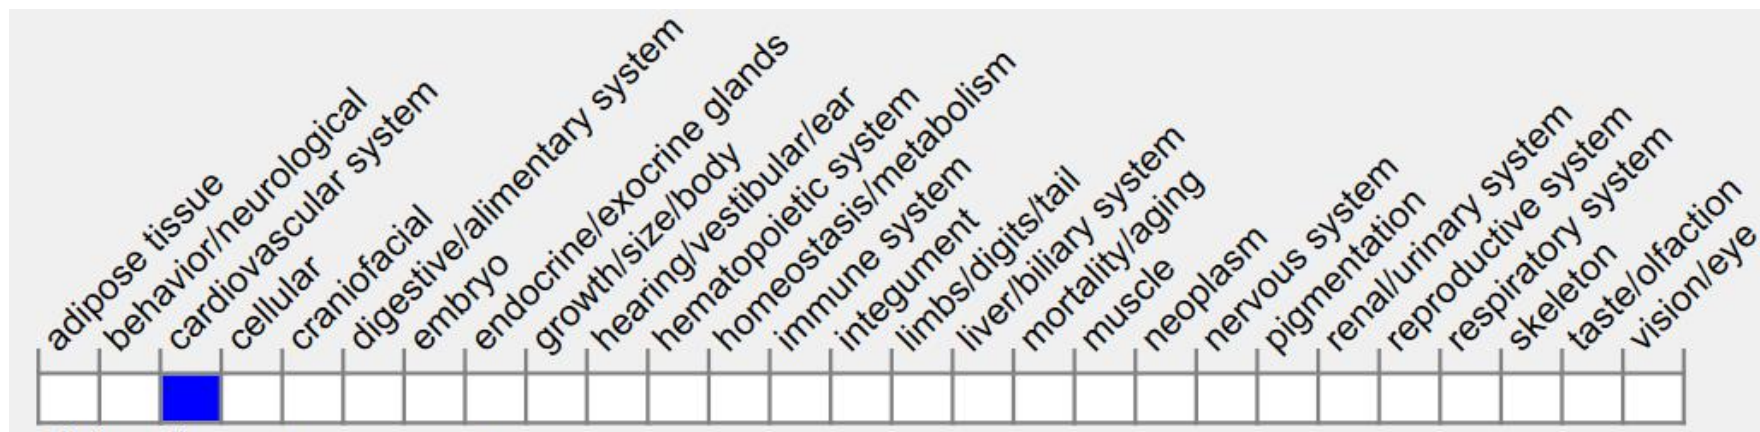 adipose tissue
behavior/neurological
cardiovascular system
cellular
craniofacial
digestive/alimentary system
embryo
endocrine/exocrine glands
growth/size/body
hearing/vestibular/ear
hematopoietic system
homeostasis/metabolism
immune system
integument
limbs/digits/tail
liver/biliary system
mortality/aging
muscle
neoplasm
nervous system
pigmentation
renal/urinary system
reproductive system
respiratory system
skeleton
taste/olfaction
vision/eye